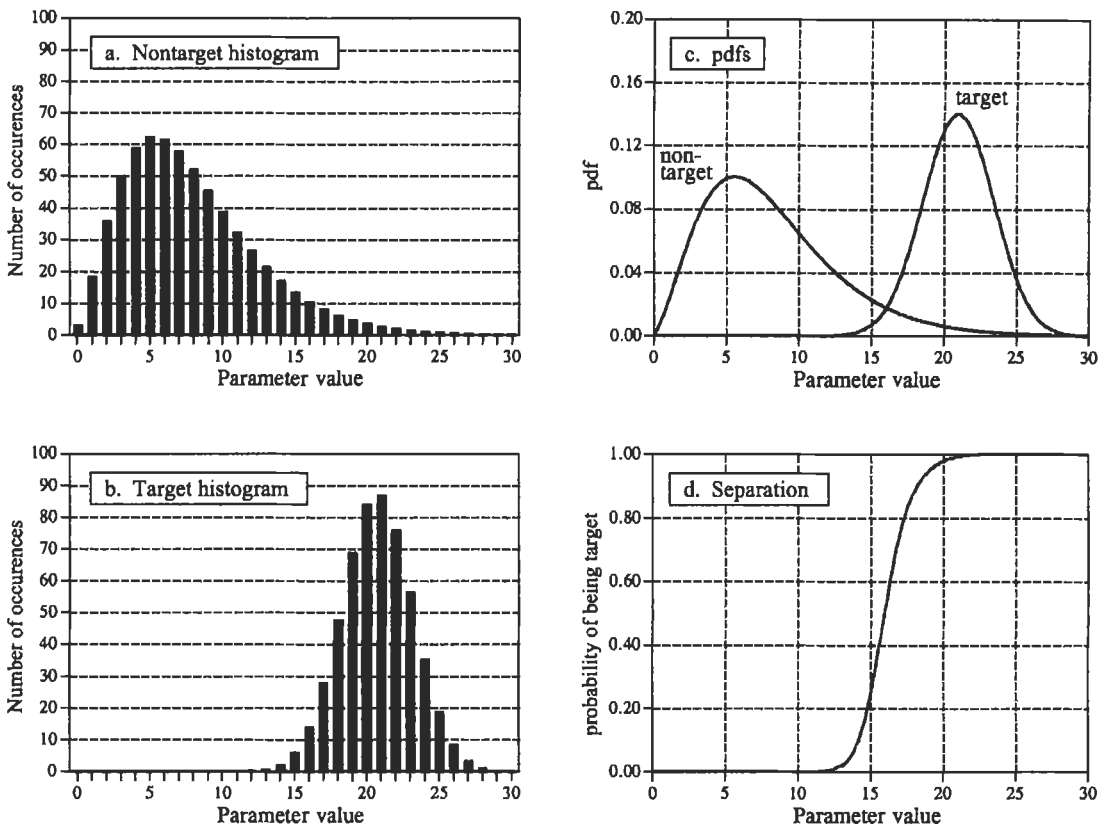 a. Nontarget histogram
Number of occurences
100
90
80
70
60
50
40
30
20
10
0
0 5 10 15 20 25 30
Parameter value
c. pdfs
pdf
0.20
0.16
0.12
0.08
0.04
0.00
non-
target
target
0 5 10 15 20 25 30
Parameter value
b. Target histogram
Number of occurences
100
90
80
70
60
50
40
30
20
10
0
0 5 10 15 20 25 30
Parameter value
d. Separation
probability of being target
1.00
0.80
0.60
0.40
0.20
0.00
0 5 10 15 20 25 30
Parameter value